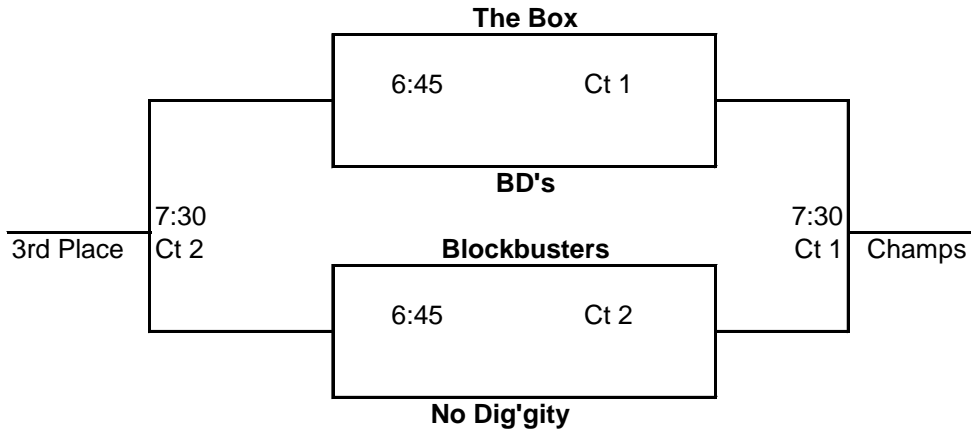 The Box
6:45 Ct 1
BD's
7:30 7:30
3rd Place Ct 2 Blockbusters Ct 1 Champs
6:45 Ct 2
No Dig'gity